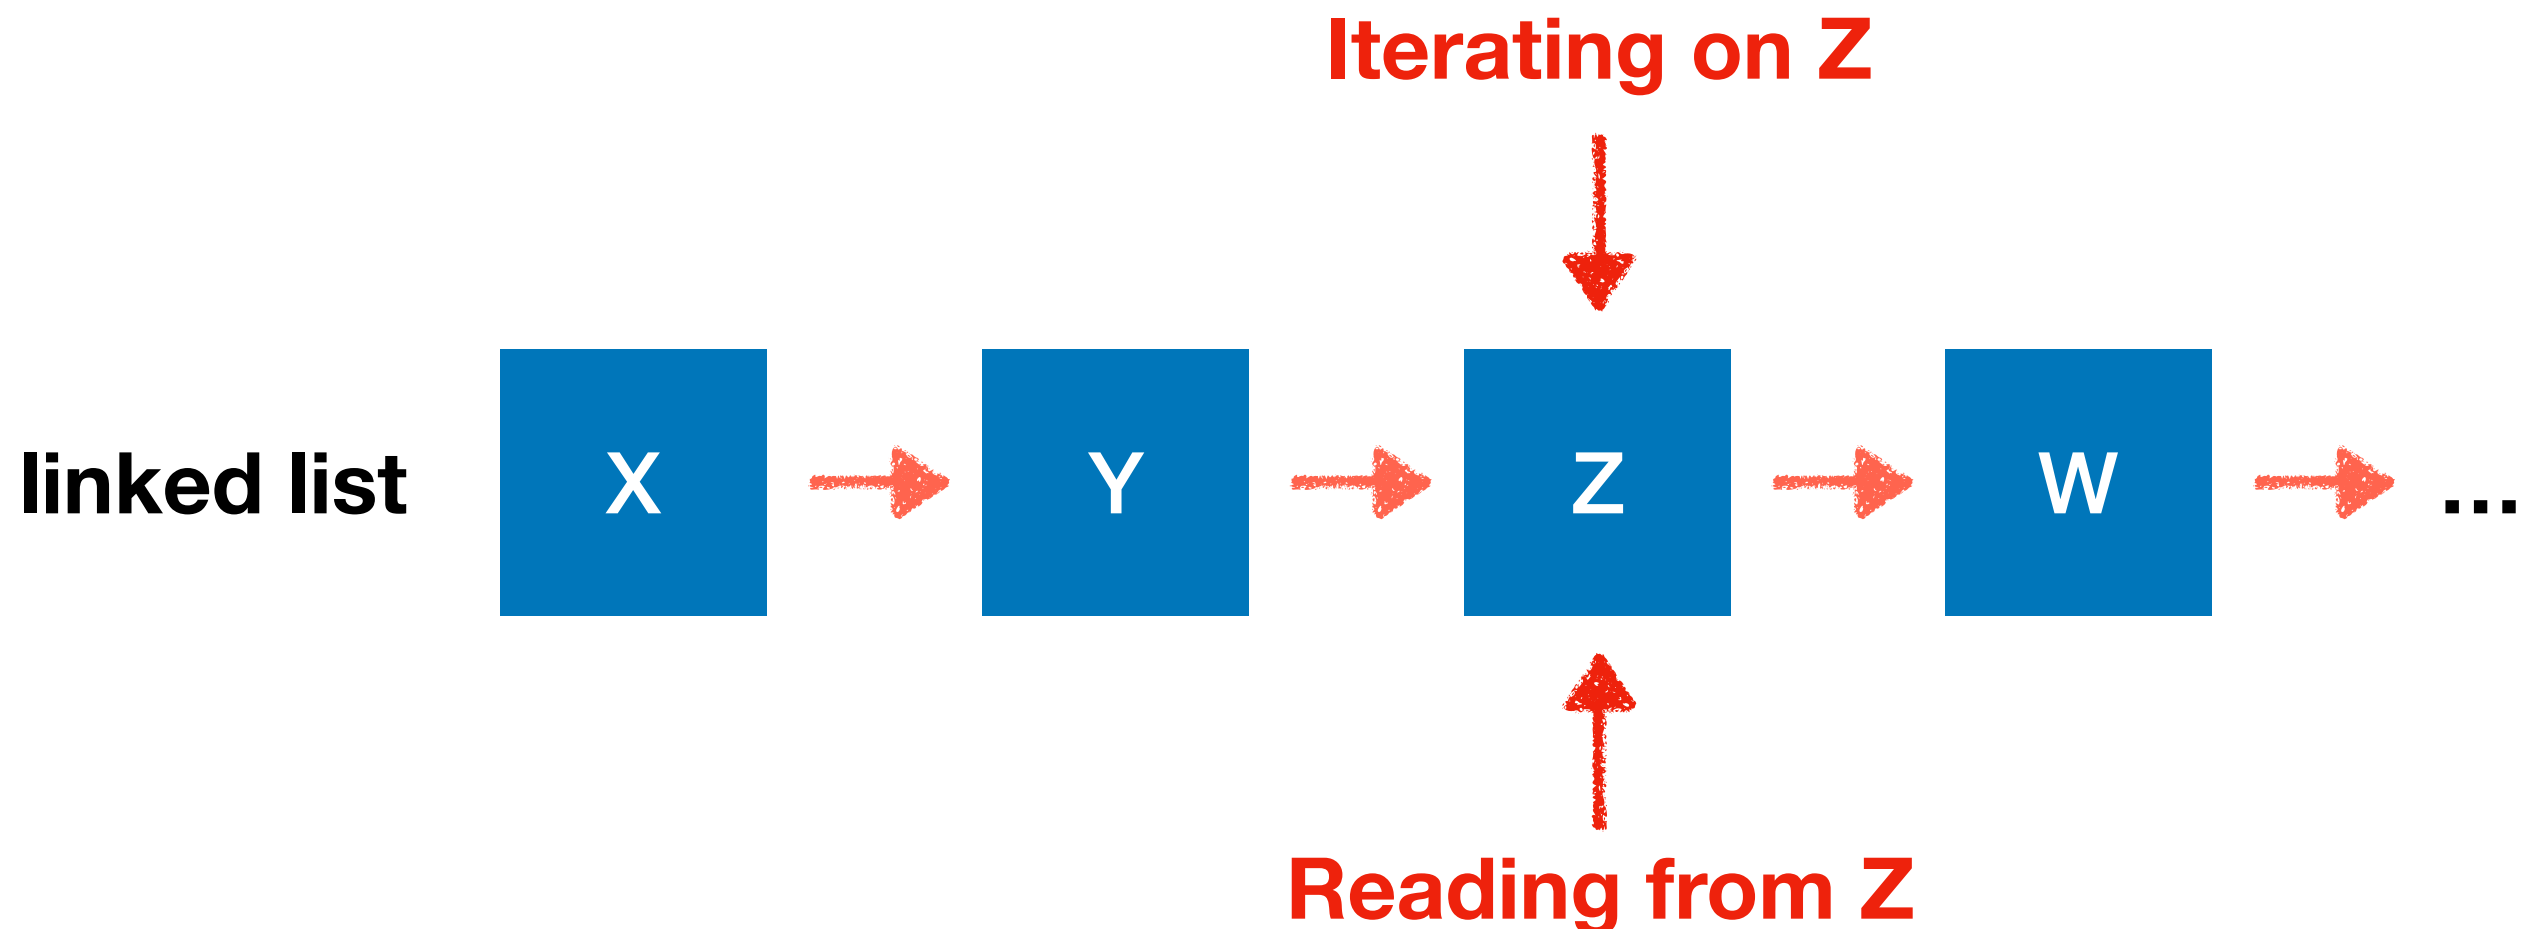 Iterating on Z
linked list X Y Z W ...
Reading from Z